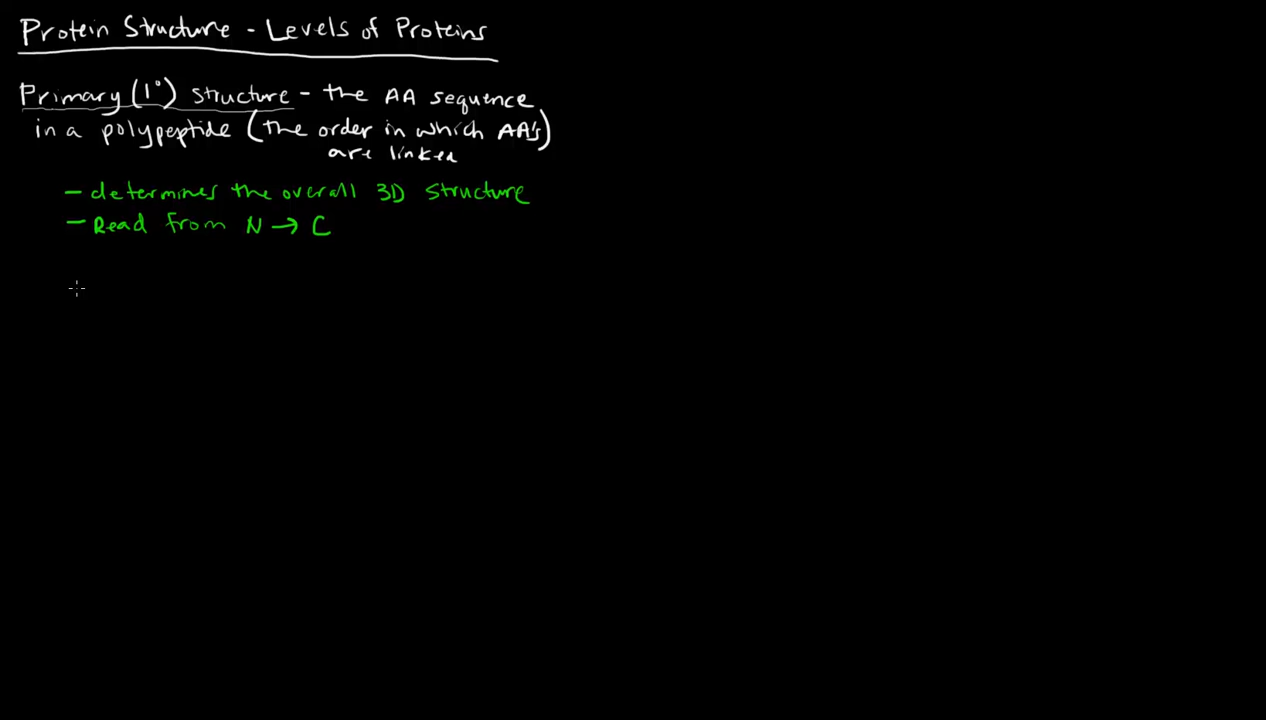 Protein Structure - Levels of Proteins
Primary (1°) structure - the AA sequence
in a polypeptide (the order in which AA's)
are linked
- determines the overall 3D structure
- Read from N → C